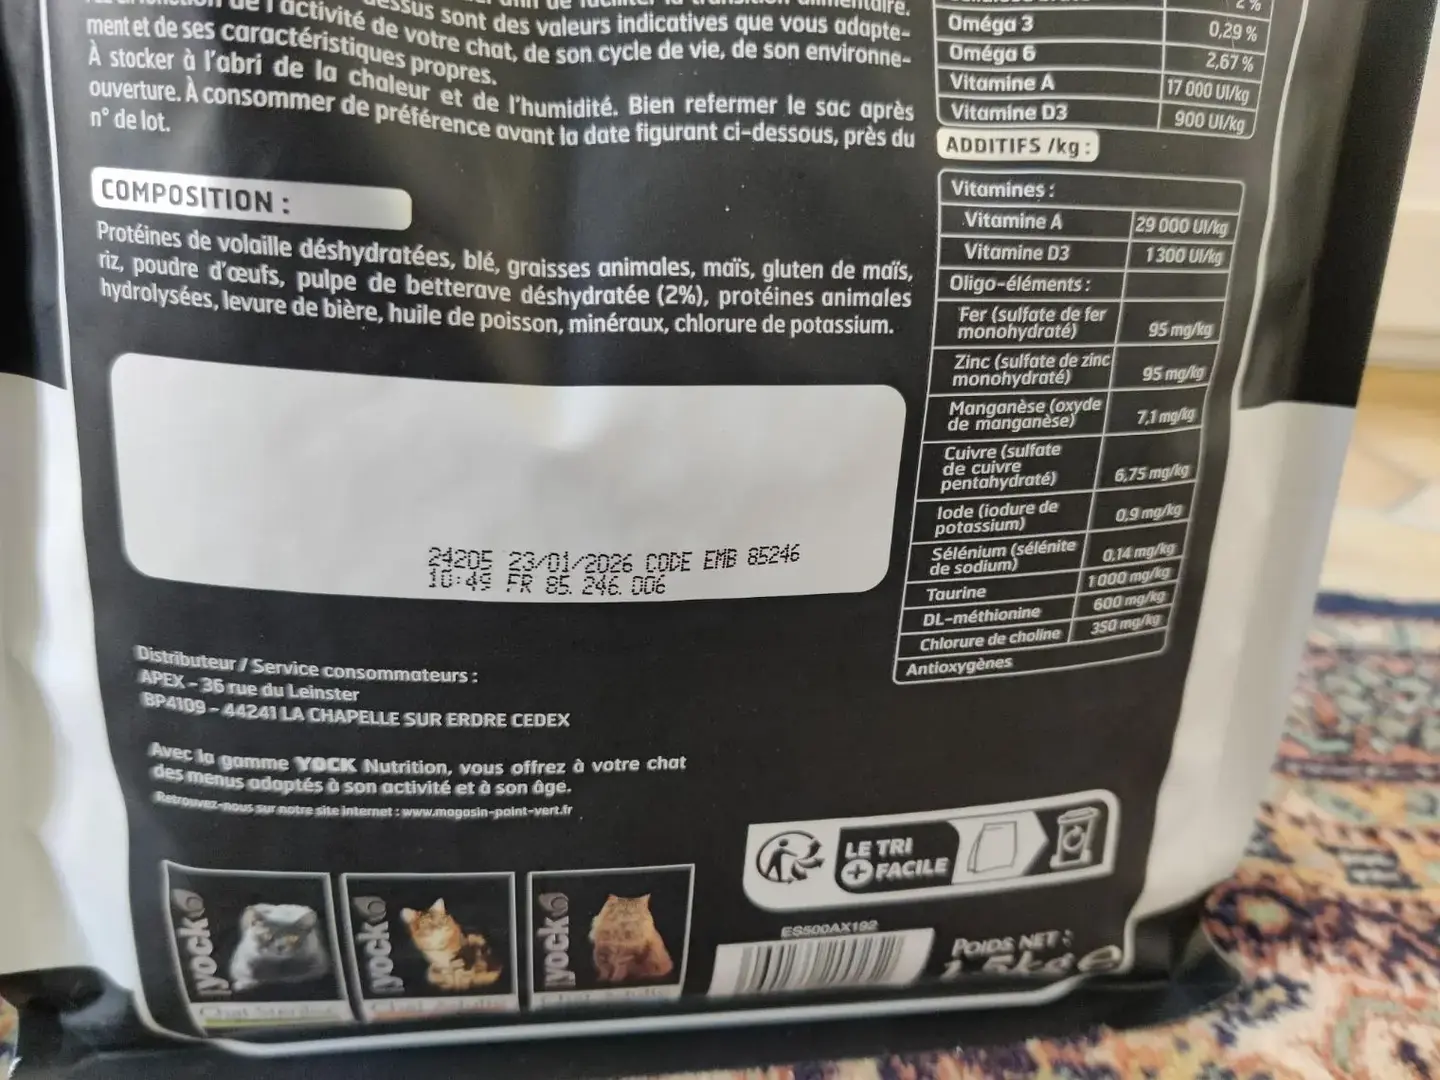 de l'activité de votre chat, de son cycle de vie, de son environne-
ment et de ses caractéristiques propres.
À stocker à l'abri de la chaleur et de l'humidité. Bien refermer le sac après
ouverture. À consommer de préférence avant la date figurant ci-dessous, près du
n° de lot.
COMPOSITION :
Protéines de volaille déshydratées, blé, graisses animales, maïs, gluten de maïs,
riz, poudre d'œufs, pulpe de betterave déshydratée (2%), protéines animales
hydrolysées, levure de bière, huile de poisson, minéraux, chlorure de potassium.
24205 23/01/2026 CODE EMB 85246
10:49 FR 85. 246. 006
Distributeur / Service consommateurs :
APEX - 36 rue du Leinster
BP4109 - 44241 LA CHAPELLE SUR ERDRE CEDEX
Avec la gamme YOCK Nutrition, vous offrez à votre chat
des menus adaptés à son activité et à son âge.
Retrouvez-nous sur notre site internet : www.magasin-point-vert.fr
yock
yock
yock
Oméga 3 0,29 %
Oméga 6 2,67 %
Vitamine A 17 000 UI/kg
Vitamine D3 900 UI/kg
ADDITIFS /kg :
Vitamines :
Vitamine A 29 000 UI/kg
Vitamine D3 1300 UI/kg
Oligo-éléments :
Fer (sulfate de fer
monohydraté) 95 mg/kg
Zinc (sulfate de zinc
monohydraté) 95 mg/kg
Manganèse (oxyde
de manganèse) 7,1 mg/kg
Cuivre (sulfate
de cuivre
pentahydraté) 6,75 mg/kg
Iode (iodure de
potassium) 0,9 mg/kg
Sélénium (sélénite
de sodium) 0,14 mg/kg
Taurine 1000 mg/kg
DL-méthionine 600 mg/kg
Chlorure de choline 350 mg/kg
Antioxygènes
LE TRI
+ FACILE
ES500AX192
POIDS NET :